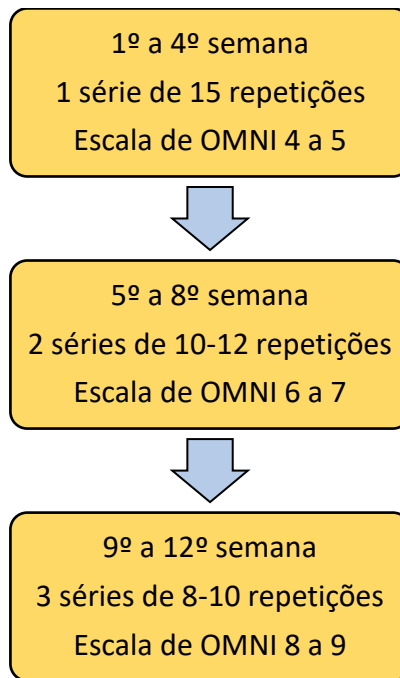 1º a 4º semana
1 série de 15 repetições
Escala de OMNI 4 a 5
5º a 8º semana
2 séries de 10-12 repetições
Escala de OMNI 6 a 7
9º a 12º semana
3 séries de 8-10 repetições
Escala de OMNI 8 a 9